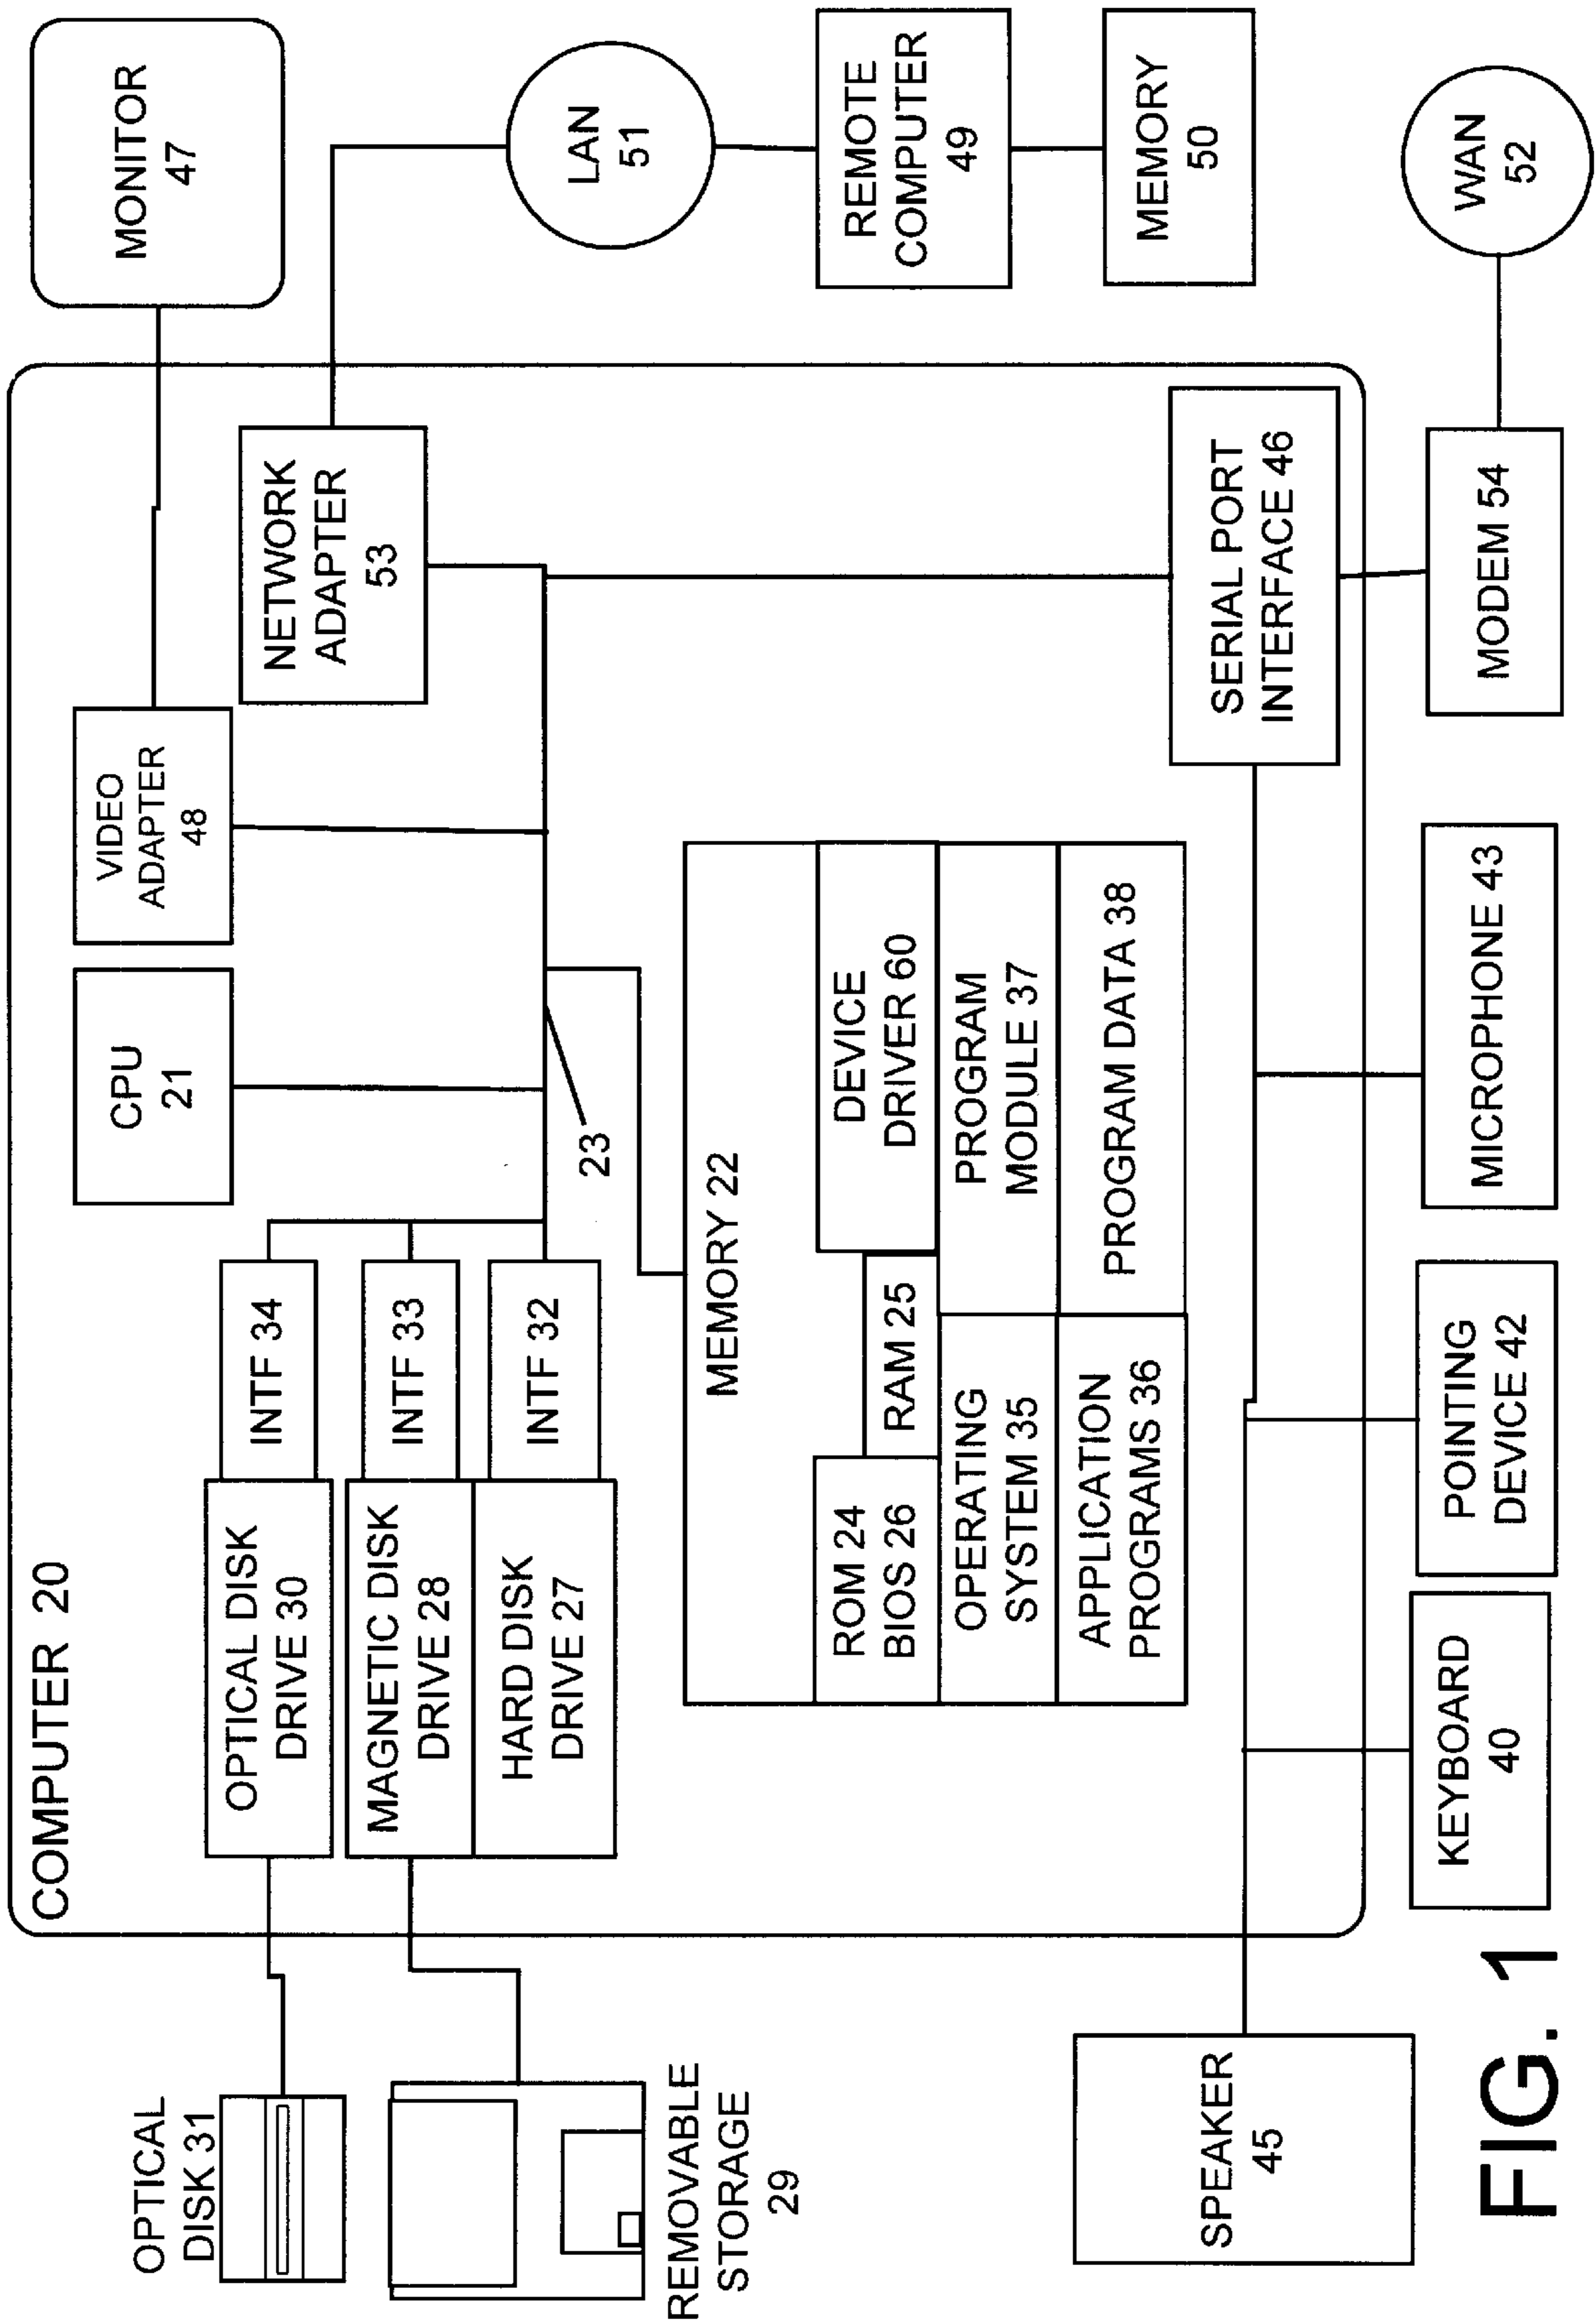 COMPUTER 20
MONITOR
47
CPU
21
VIDEO
ADAPTER
48
OPTICAL
DISK 31
OPTICAL DISK
DRIVE 30
INTF 34
NETWORK
ADAPTER
53
MAGNETIC DISK
DRIVE 28
INTF 33
HARD DISK
DRIVE 27
INTF 32
23
LAN
51
REMOVABLE
STORAGE
29
MEMORY 22
ROM 24
BIOS 26
RAM 25
DEVICE
DRIVER 60
REMOTE
COMPUTER
49
OPERATING
SYSTEM 35
PROGRAM
MODULE 37
APPLICATION
PROGRAMS 36
PROGRAM DATA 38
MEMORY
50
SPEAKER
45
SERIAL PORT
INTERFACE 46
KEYBOARD
40
POINTING
DEVICE 42
MICROPHONE 43
MODEM 54
WAN
52
FIG. 1